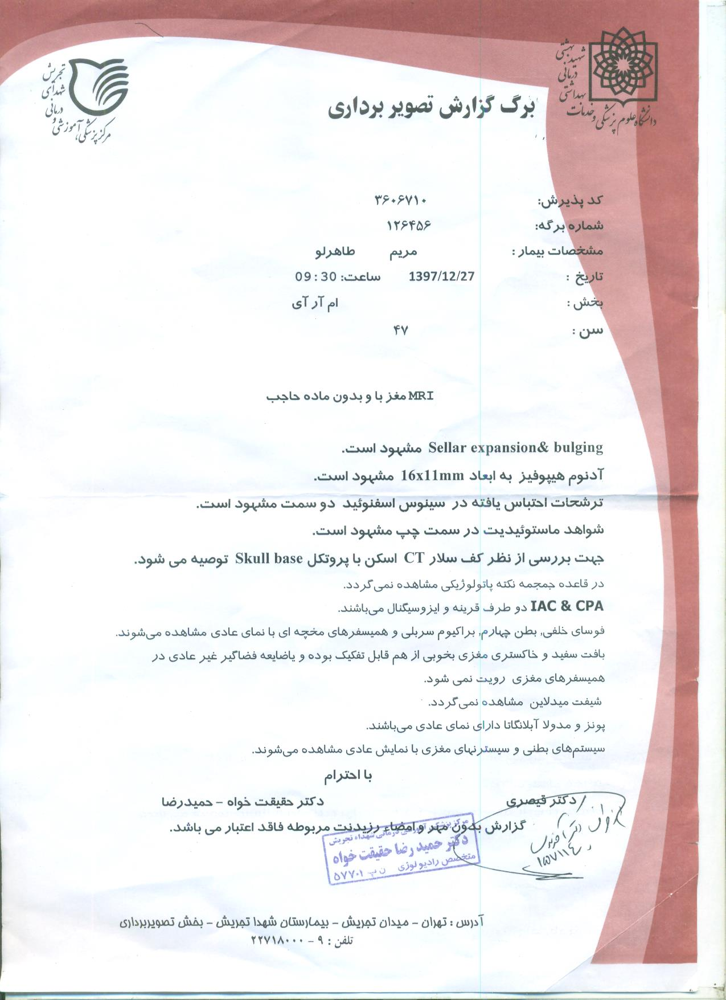 دانشگاه علوم پزشکی و خدمات
بهداشتی درمانی
شهید بهشتی
مرکز پزشکی، آموزشی و درمانی
شهدای تجریش
برگ گزارش تصویر برداری
کد پذیرش: ۳۶۰۶۷۱۰
شماره برگه: ۱۲۶۴۵۶
مشخصات بیمار : مریم طاهرلو
تاریخ : 1397/12/27 ساعت: 09:30
بخش : ام آر آی
سن : ۴۷
MRI مغز با و بدون ماده حاجب
Sellar expansion& bulging مشهود است.
آدنوم هیپوفیز به ابعاد 16x11mm مشهود است.
ترشحات احتباس یافته در سینوس اسفنوئید دو سمت مشهود است.
شواهد ماستوئیدیت در سمت چپ مشهود است.
جهت بررسی از نظر کف سلار CT اسکن با پروتکل Skull base توصیه می شود.
در قاعده جمجمه نکته پاتولوژیکی مشاهده نمی‌گردد.
IAC & CPA دو طرف قرینه و ایزوسیگنال می‌باشند.
فوسای خلفی, بطن چهارم, براکیوم سربلی و همیسفرهای مخچه ای با نمای عادی مشاهده می‌شوند.
بافت سفید و خاکستری مغزی بخوبی از هم قابل تفکیک بوده و یاضایعه فضاگیر غیر عادی در
همیسفرهای مغزی رویت نمی شود.
شیفت میدلاین مشاهده نمی‌گردد.
پونز و مدولا آبلانگاتا دارای نمای عادی می‌باشند.
سیستم‌های بطنی و سیسترنهای مغزی با نمایش عادی مشاهده می‌شوند.
با احترام
دکتر قیصری دکتر حقیقت خواه – حمیدرضا
گزارش بدون مهر و امضاء رزیدنت مربوطه فاقد اعتبار می باشد.
مرکز پزشکی آموزشی درمانی شهداء تجریش
دکتر حمید رضا حقیقت خواه
متخصص رادیولوژی ن پ ۵۷۷۰۱
۱۵۷۱۱۴
آدرس : تهران – میدان تجریش – بیمارستان شهدا تجریش – بخش تصویربرداری
تلفن : ۹ – ۲۲۷۱۸۰۰۰